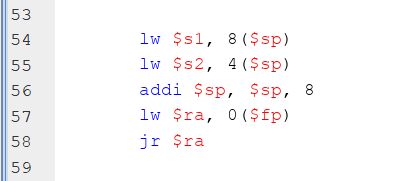 53
54 lw $s1, 8($sp)
55 lw $s2, 4($sp)
56 addi $sp, $sp, 8
57 lw $ra, 0($fp)
58 jr $ra
59